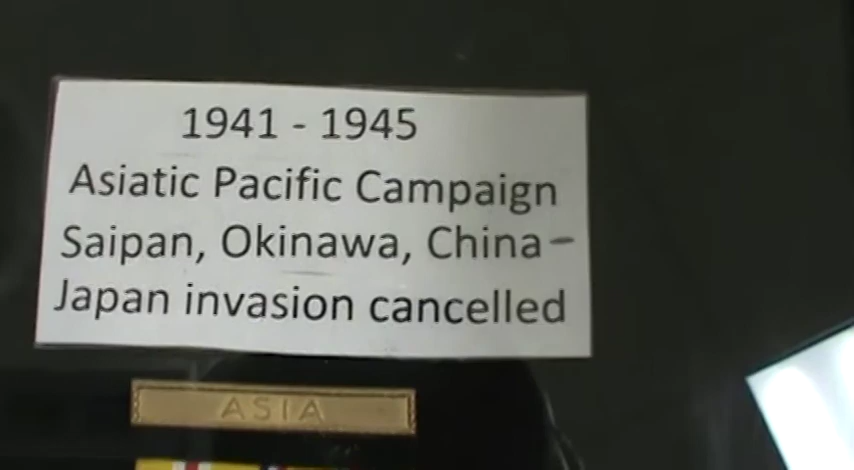 1941 - 1945
Asiatic Pacific Campaign
Saipan, Okinawa, China-
Japan invasion cancelled
ASIA